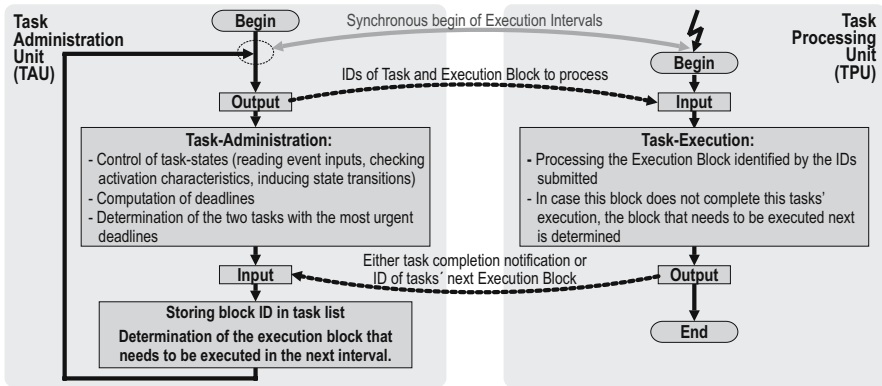 Task
Administration
Unit
(TAU)
Begin
Synchronous begin of Execution Intervals
Task
Processing
Unit
(TPU)
Begin
IDs of Task and Execution Block to process
Output
Input
Task-Administration:
- Control of task-states (reading event inputs, checking
activation characteristics, inducing state transitions)
- Computation of deadlines
- Determination of the two tasks with the most urgent
deadlines
Task-Execution:
- Processing the Execution Block identified by the IDs
submitted
- In case this block does not complete this tasks'
execution, the block that needs to be executed next
is determined
Either task completion notification or
ID of tasks´ next Execution Block
Input
Output
Storing block ID in task list
Determination of the execution block that
needs to be executed in the next interval.
End